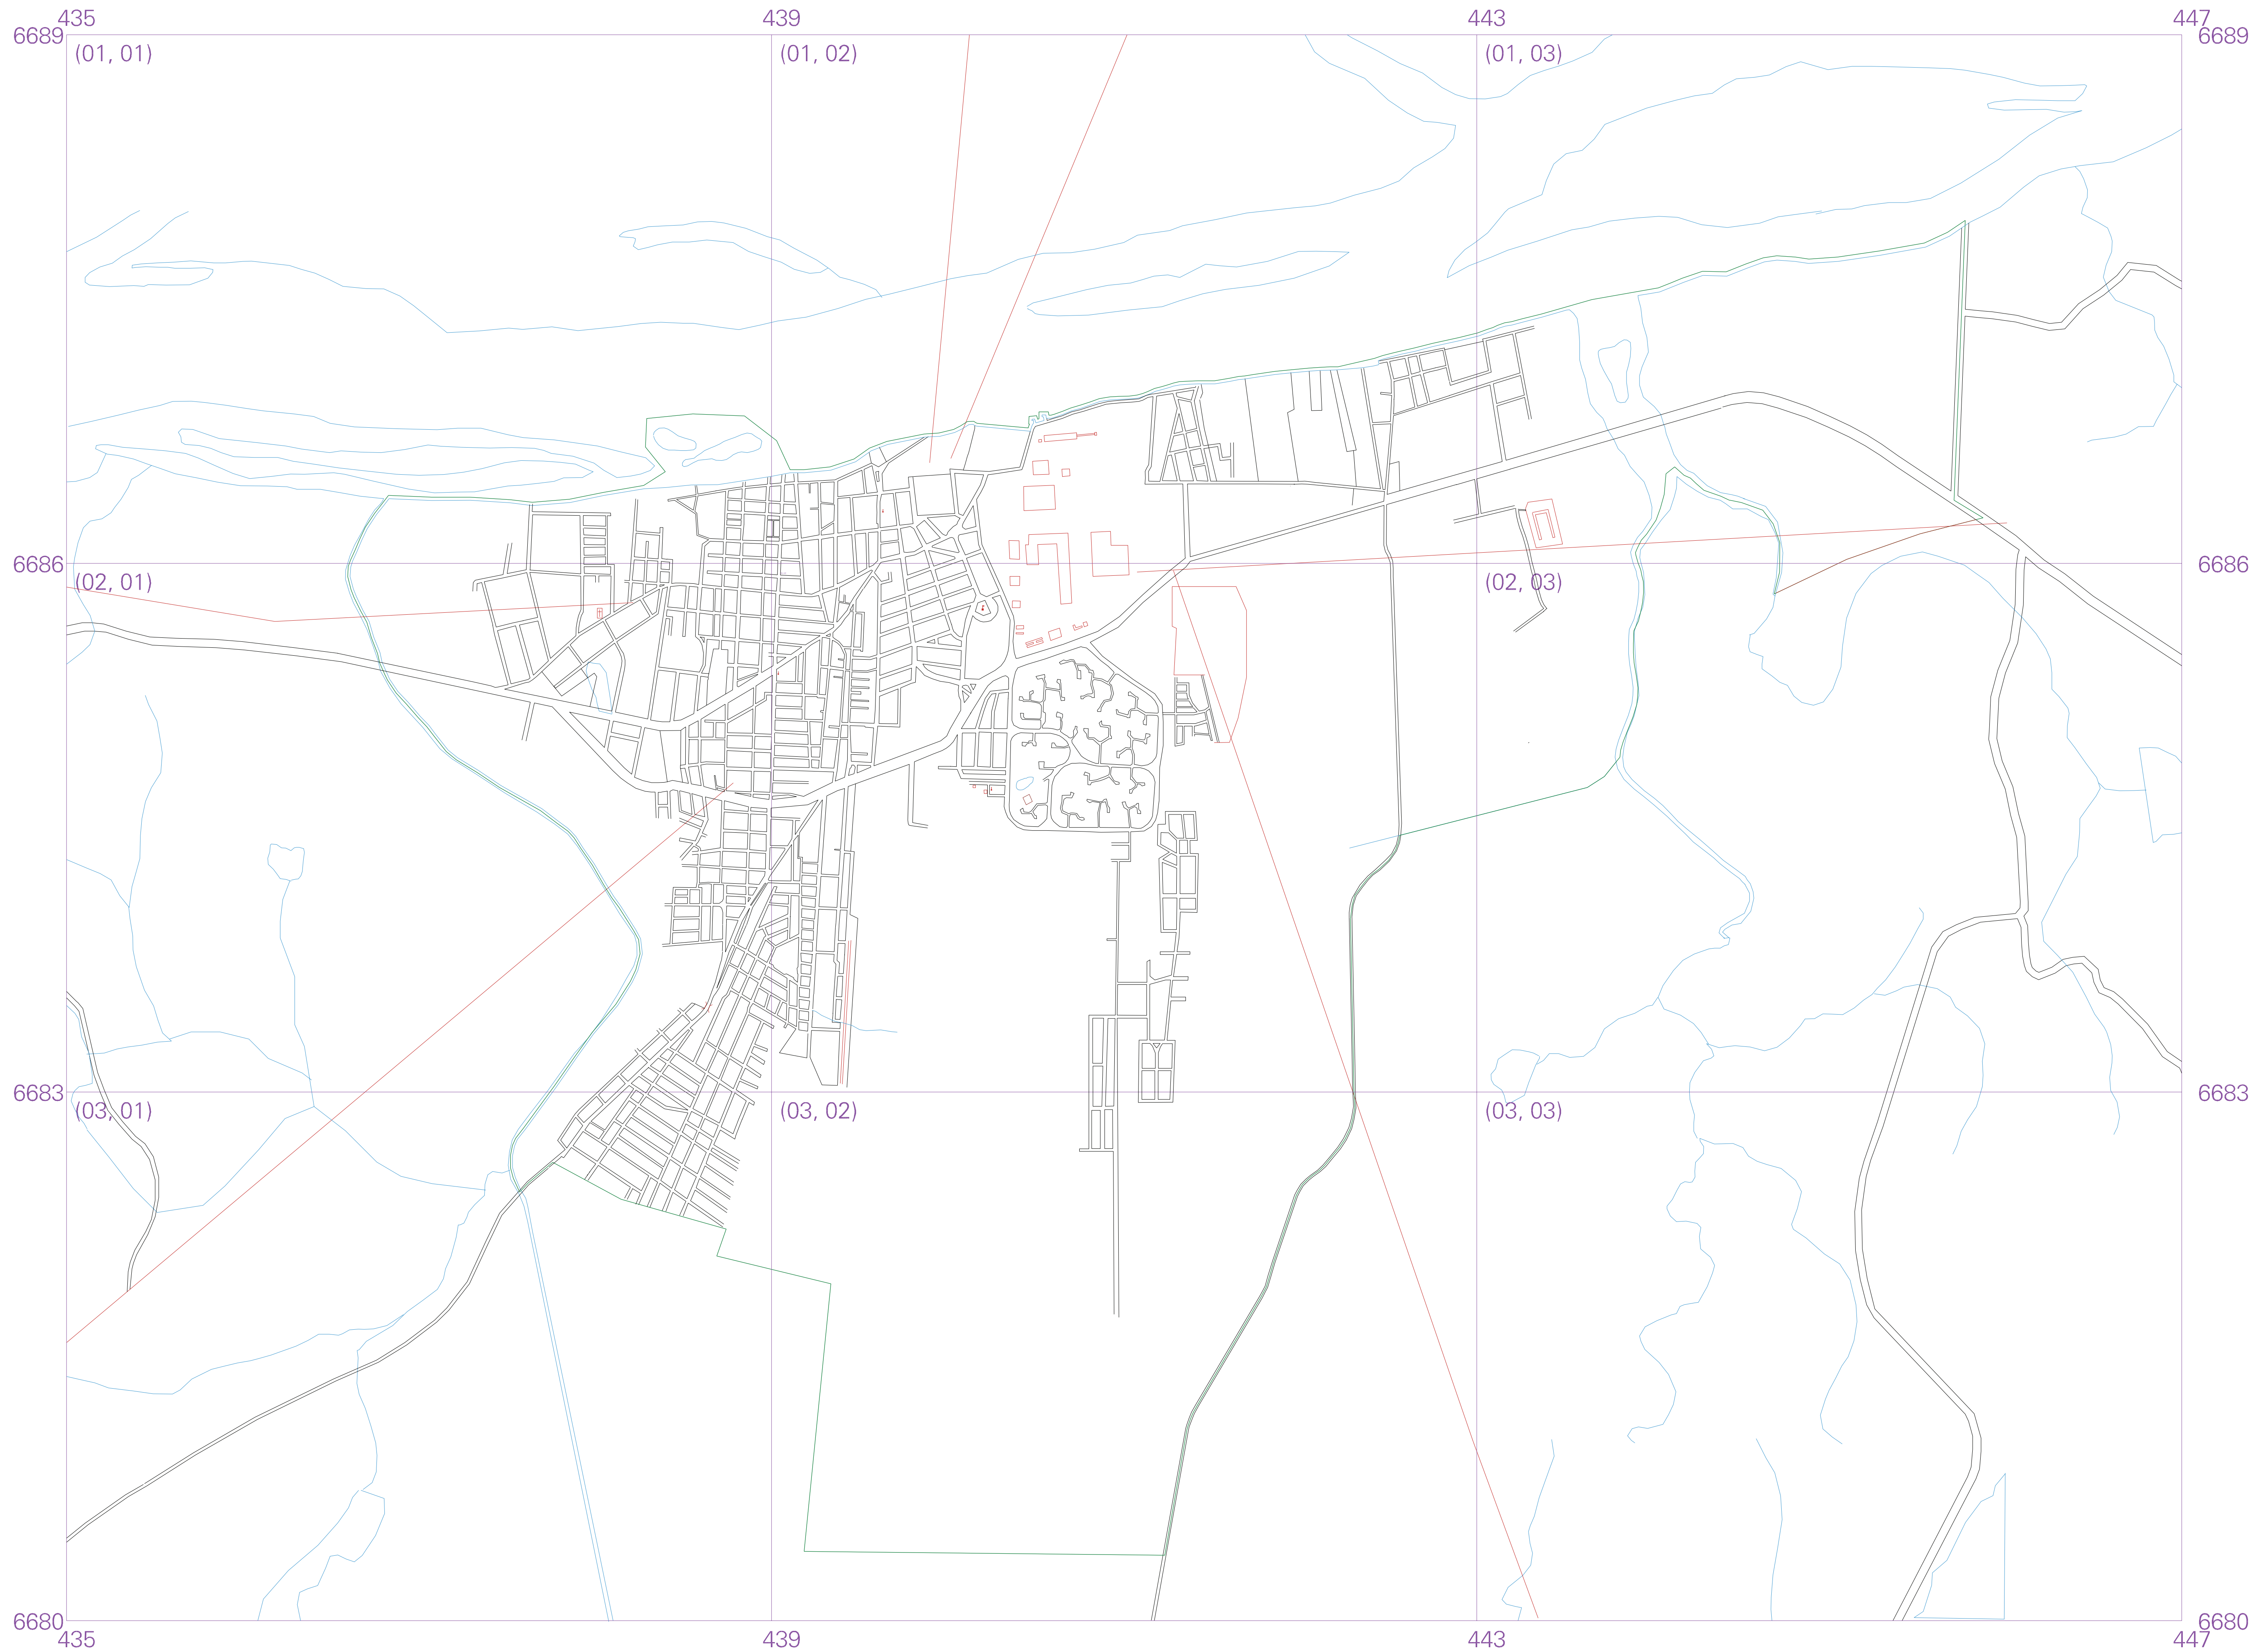 435 439 443 447
6689 6689
(01, 01) (01, 02) (01, 03)
6686
(02, 01) (02, 03)
6683 6683
(03, 01) (03, 02) (03, 03)
6680 6680
435 439 443 447